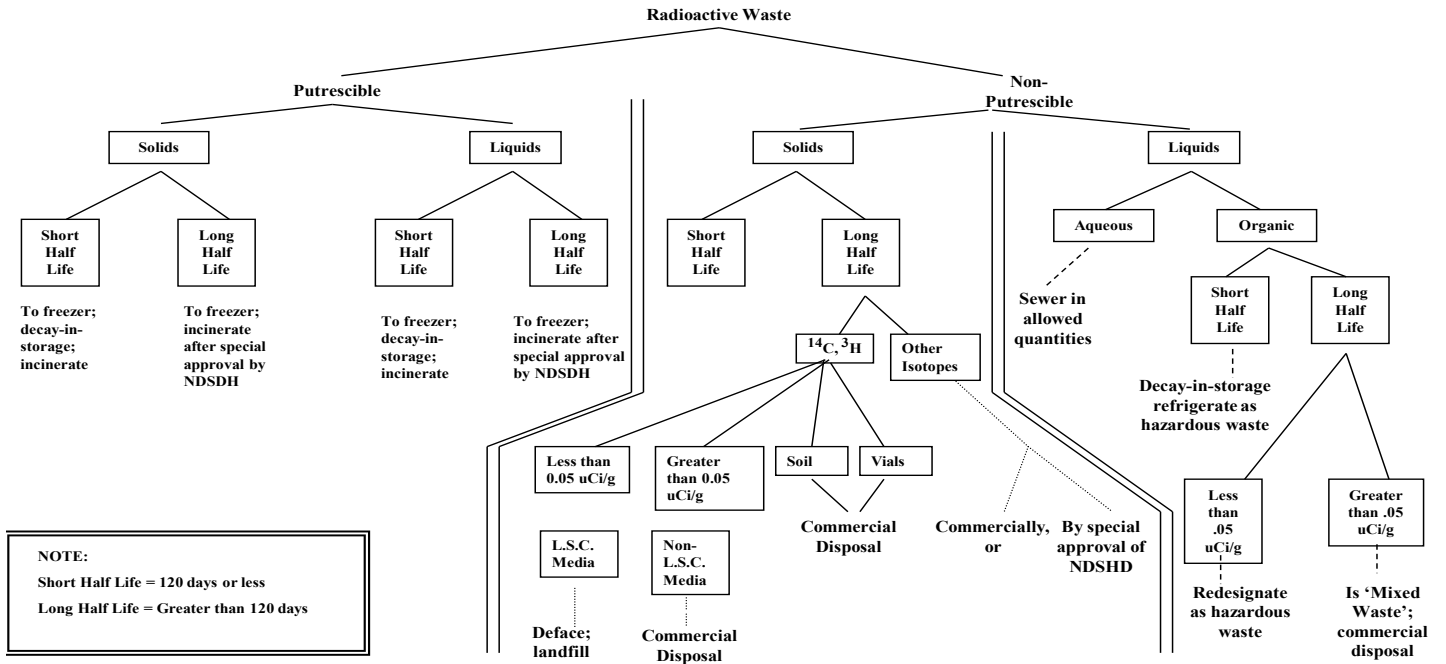 Radioactive Waste
Putrescible
Non-
Putrescible
Solids
Liquids
Solids
Liquids
Short
Half
Life
Long
Half
Life
Short
Half
Life
Long
Half
Life
Short
Half
Life
Long
Half
Life
Aqueous
Organic
To freezer;
decay-in-
storage;
incinerate
To freezer;
incinerate
after special
approval by
NDSDH
To freezer;
decay-in-
storage;
incinerate
To freezer;
incinerate after
special approval
by NDSDH
¹⁴C, ³H
Other
Isotopes
Sewer in
allowed
quantities
Short
Half
Life
Long
Half
Life
Decay-in-storage
refrigerate as
hazardous waste
Less than
0.05 uCi/g
Greater
than 0.05
uCi/g
Soil
Vials
Commercial
Disposal
Commercially,
or
By special
approval of
NDSHD
Less
than
.05
uCi/g
Greater
than .05
uCi/g
L.S.C.
Media
Non-
L.S.C.
Media
Deface;
landfill
Commercial
Disposal
Redesignate
as hazardous
waste
Is ‘Mixed
Waste’;
commercial
disposal
NOTE:
Short Half Life = 120 days or less
Long Half Life = Greater than 120 days